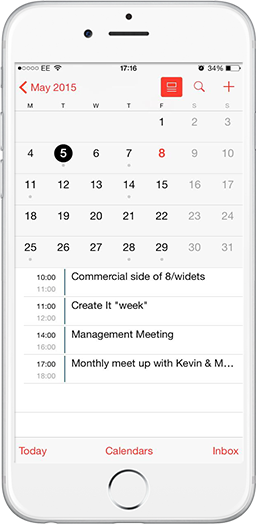 EE 17:16 34%
May 2015
M T W T F S S
1 2 3
4 5 6 7 8 9 10
11 12 13 14 15 16 17
18 19 20 21 22 23 24
25 26 27 28 29 30 31
10:00 Commercial side of 8/widets
11:00
11:00 Create It "week"
12:00
14:00 Management Meeting
16:00
17:00 Monthly meet up with Kevin & M...
18:00
Today Calendars Inbox